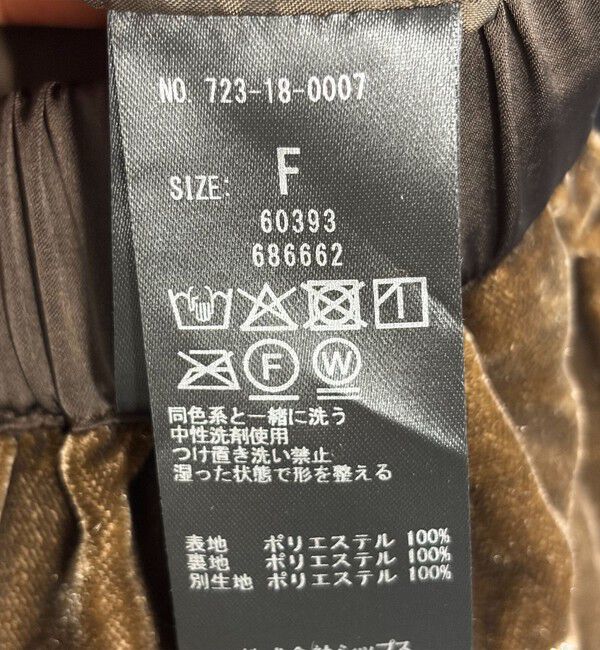 NO. 723-18-0007
SIZE: F
60393
686662
F W
同色系と一緒に洗う
中性洗剤使用
つけ置き洗い禁止
湿った状態で形を整える
表地 ポリエステル 100%
裏地 ポリエステル 100%
別生地 ポリエステル 100%